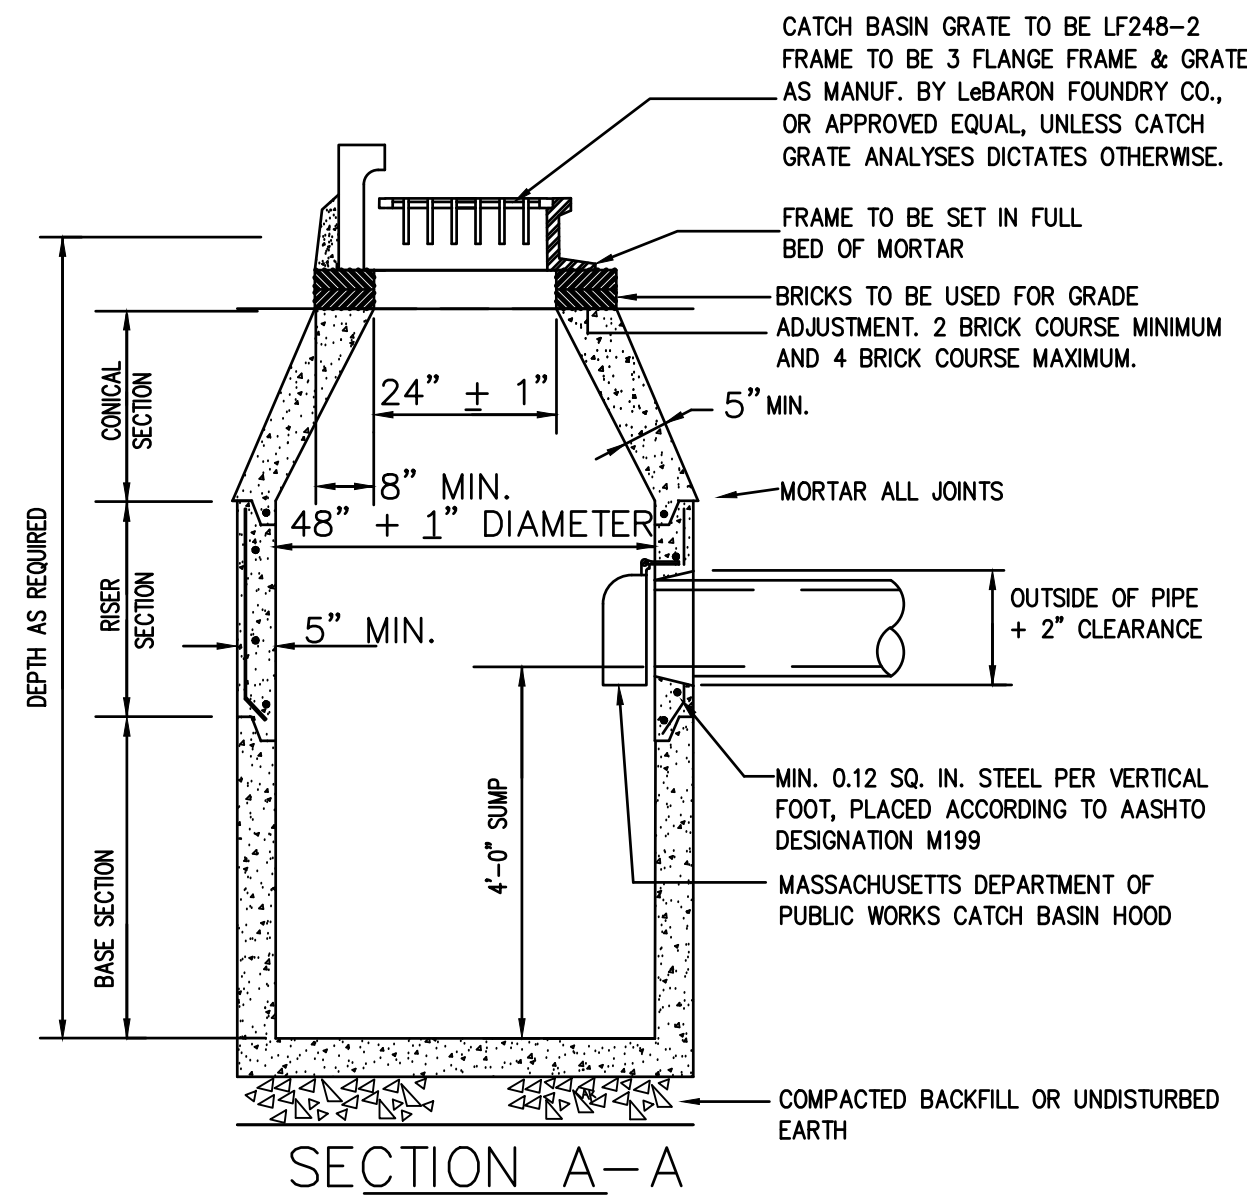 CATCH BASIN GRATE TO BE LF248-2
FRAME TO BE 3 FLANGE FRAME & GRATE
AS MANUF. BY LeBARON FOUNDRY CO.,
OR APPROVED EQUAL, UNLESS CATCH
GRATE ANALYSES DICTATES OTHERWISE.
FRAME TO BE SET IN FULL
BED OF MORTAR
BRICKS TO BE USED FOR GRADE
ADJUSTMENT. 2 BRICK COURSE MINIMUM
AND 4 BRICK COURSE MAXIMUM.
24" ± 1"
5" MIN.
CONICAL
SECTION
8" MIN.
MORTAR ALL JOINTS
48" + 1" DIAMETER
DEPTH AS REQUIRED
RISER
SECTION
5" MIN.
OUTSIDE OF PIPE
+ 2" CLEARANCE
MIN. 0.12 SQ. IN. STEEL PER VERTICAL
FOOT, PLACED ACCORDING TO AASHTO
DESIGNATION M199
4'-0" SUMP
BASE SECTION
MASSACHUSETTS DEPARTMENT OF
PUBLIC WORKS CATCH BASIN HOOD
COMPACTED BACKFILL OR UNDISTURBED
EARTH
SECTION A-A